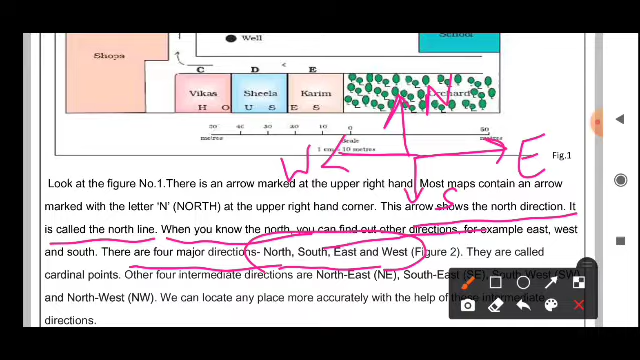 School
Well
Shops
C D E
Vikas Sheela Karim Orchard
H O U S E S
N
20 40 30 20 10 0 50
metres Scale metres
1 cm = 10 metres
W E
Fig.1
Look at the figure No.1.There is an arrow marked at the upper right hand. Most maps contain an arrow
S
marked with the letter 'N' (NORTH) at the upper right hand corner. This arrow shows the north direction. It
is called the north line. When you know the north, you can find out other directions, for example east, west
and south. There are four major directions- North, South, East and West (Figure 2). They are called
cardinal points. Other four intermediate directions are North-East (NE), South-East (SE), South West (SW)
and North-West (NW). We can locate any place more accurately with the help of these intermediate
directions.